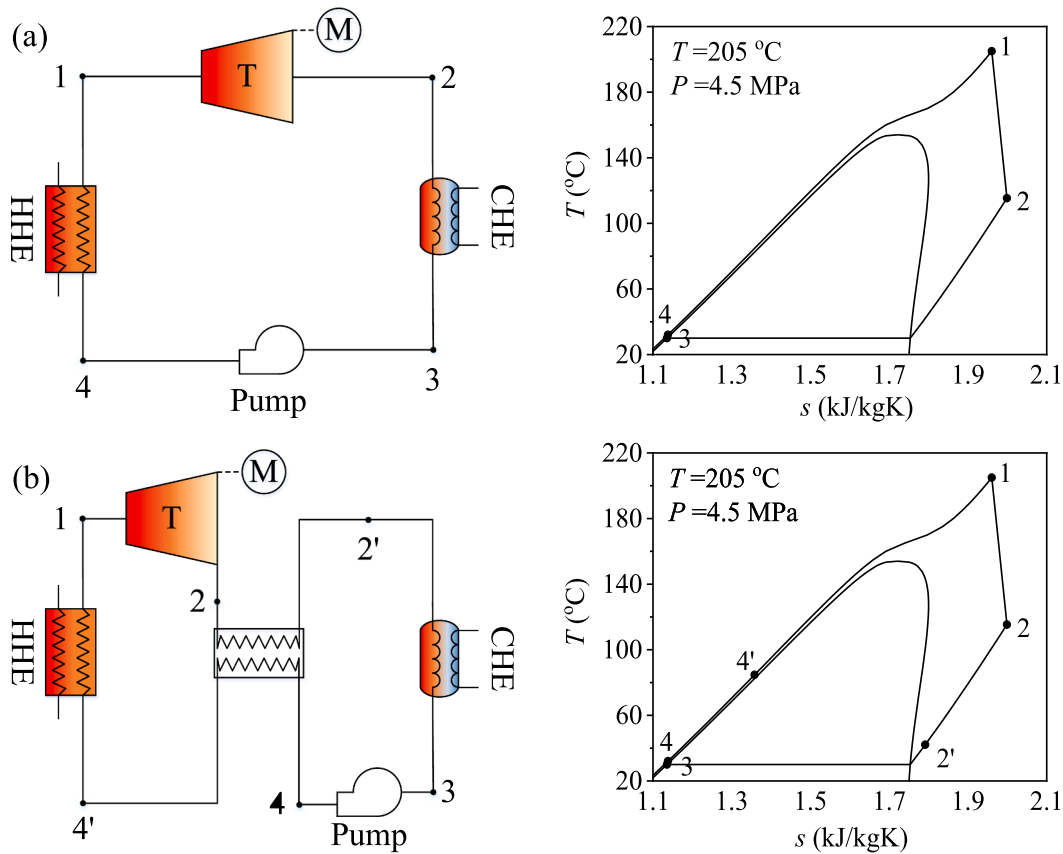 (a)
M
T
1
2
HHE
CHE
4
3
Pump
T =205 °C
P =4.5 MPa
220
180
140
100
60
20
T (°C)
1
2
4
3
1.1
1.3
1.5
1.7
1.9
2.1
s (kJ/kgK)
(b)
M
T
1
2'
2
HHE
CHE
4
3
4'
Pump
T =205 °C
P =4.5 MPa
220
180
140
100
60
20
T (°C)
1
2
4'
4
3
2'
1.1
1.3
1.5
1.7
1.9
2.1
s (kJ/kgK)